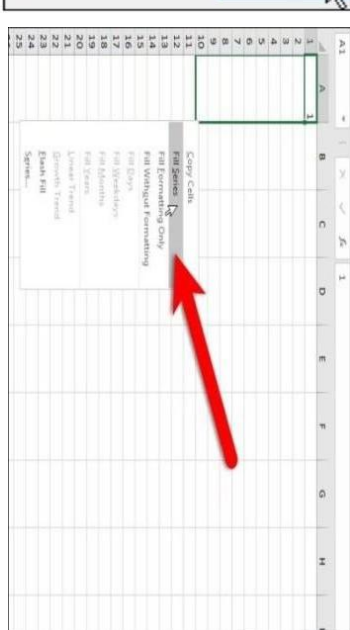 A1 fx 1
A B C D E F G H
1 1
2
3
4
5
6
7
8
9
10
11
12
13
14
15
16
17
18
19
20
21
22
23
24
25
Copy Cells
Fill Series
Fill Formatting Only
Fill Without Formatting
Fill Days
Fill Weekdays
Fill Months
Fill Years
Linear Trend
Growth Trend
Flash Fill
Series...